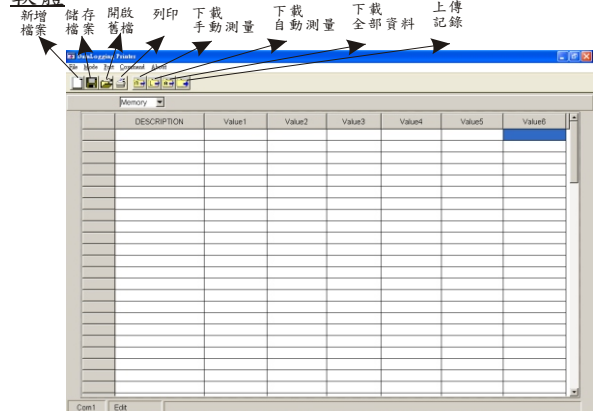 軟體
新增
檔案
儲存
檔案
開啟
舊檔
列印
下載
手動測量
下載
自動測量
下載
全部資料
上傳
記錄
DataLogging Printer
File Mode Edit Command About
Memory
DESCRIPTION Value1 Value2 Value3 Value4 Value5 Value6
Com1 Edit